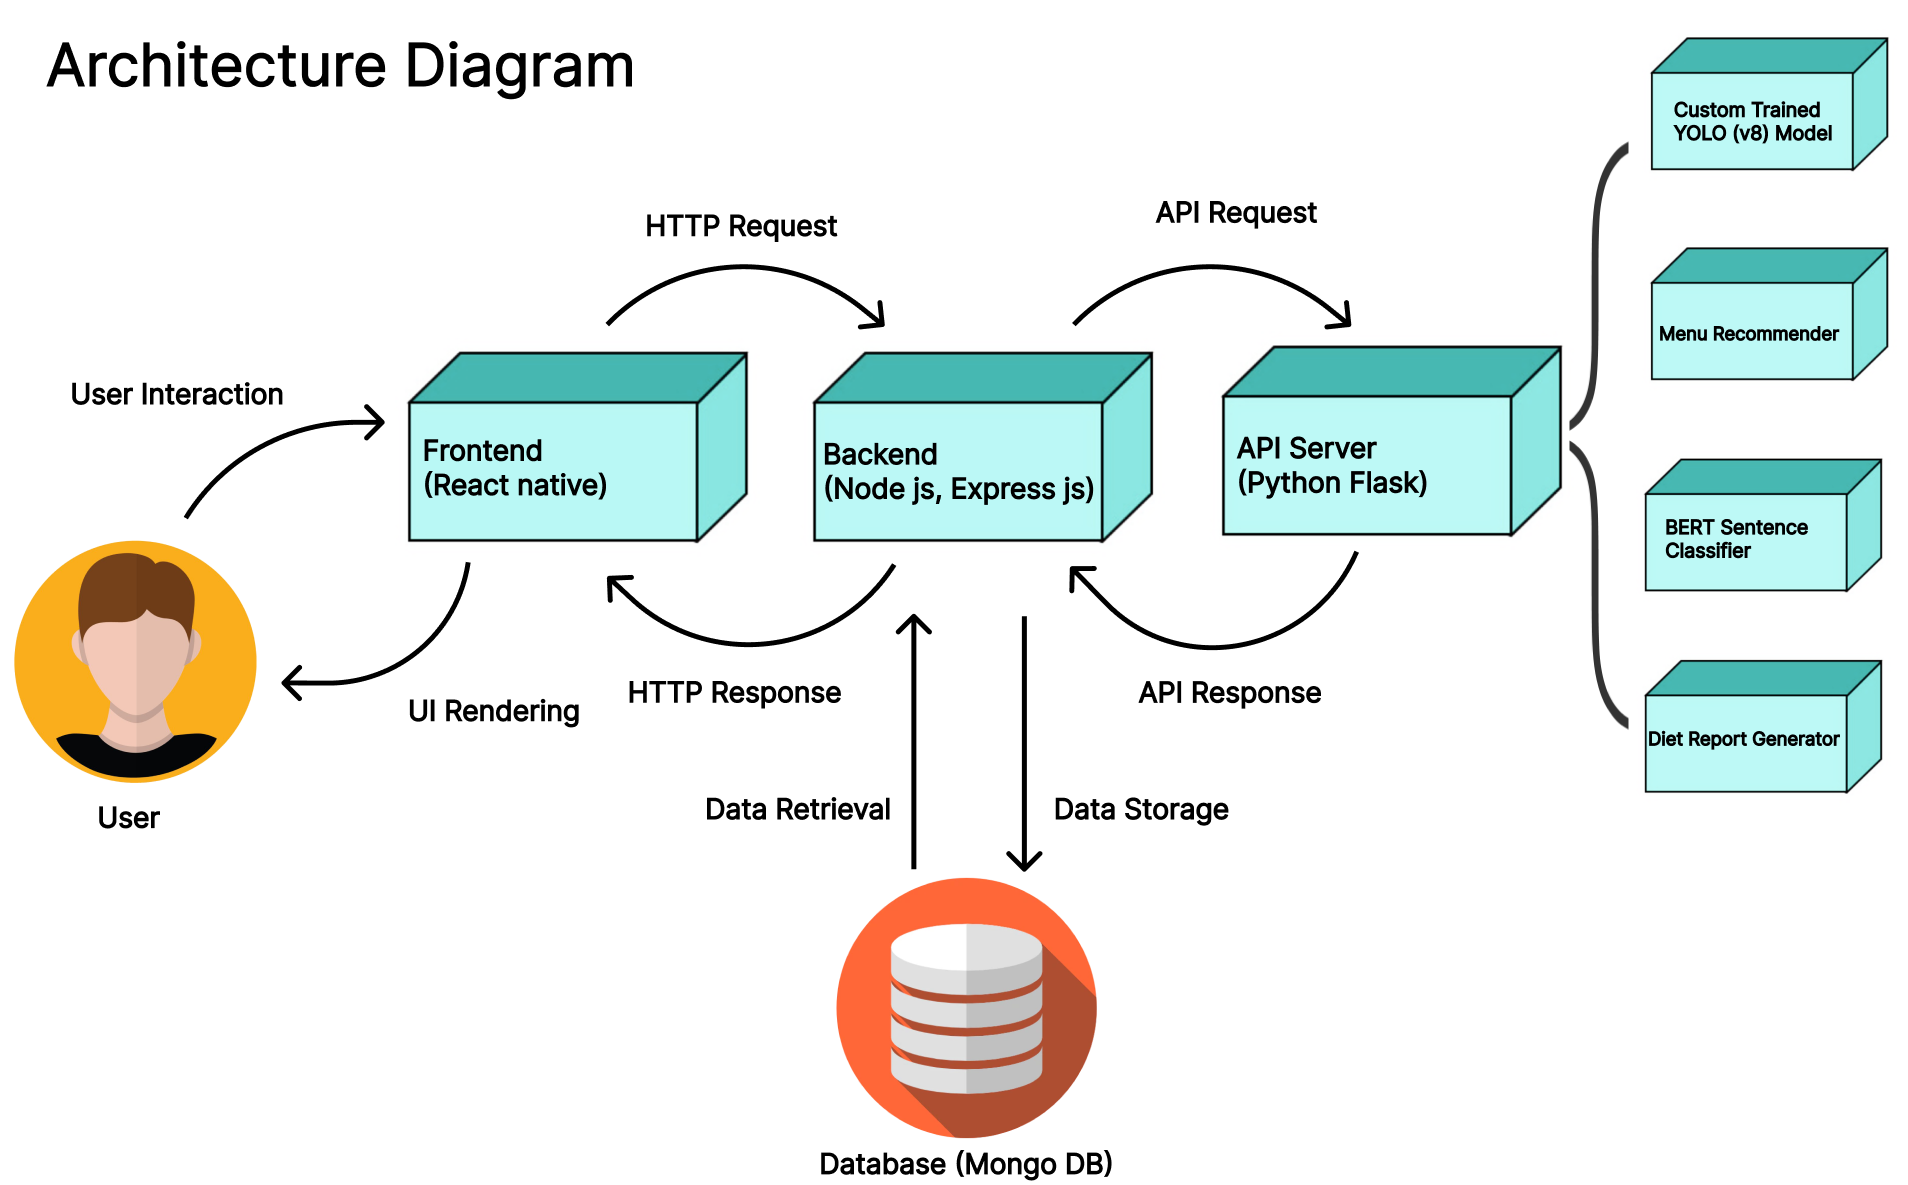 Architecture Diagram
Custom Trained
YOLO (v8) Model
HTTP Request
API Request
Menu Recommender
User Interaction
Frontend
(React native)
Backend
(Node js, Express js)
API Server
(Python Flask)
BERT Sentence
Classifier
UI Rendering
HTTP Response
API Response
Diet Report Generator
User
Data Retrieval
Data Storage
Database (Mongo DB)